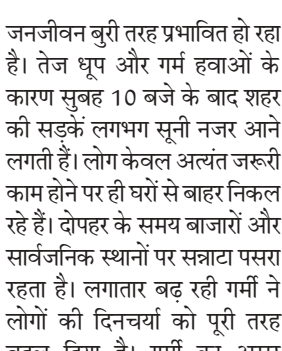 जनजीवन बुरी तरह प्रभावित हो रहा
है। तेज धूप और गर्म हवाओं के
कारण सुबह 10 बजे के बाद शहर
की सड़कें लगभग सूनी नजर आने
लगती हैं। लोग केवल अत्यंत जरूरी
काम होने पर ही घरों से बाहर निकल
रहे हैं। दोपहर के समय बाजारों और
सार्वजनिक स्थानों पर सन्नाटा पसरा
रहता है। लगातार बढ़ रही गर्मी ने
लोगों की दिनचर्या को पूरी तरह